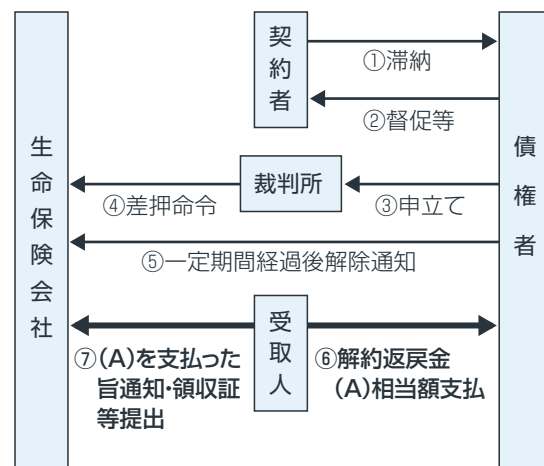 契約者
①滞納
②督促等
生命保険会社
債権者
裁判所
④差押命令
③申立て
⑤一定期間経過後解除通知
受取人
⑦(A)を支払った
旨通知・領収証
等提出
⑥解約返戻金
(A)相当額支払